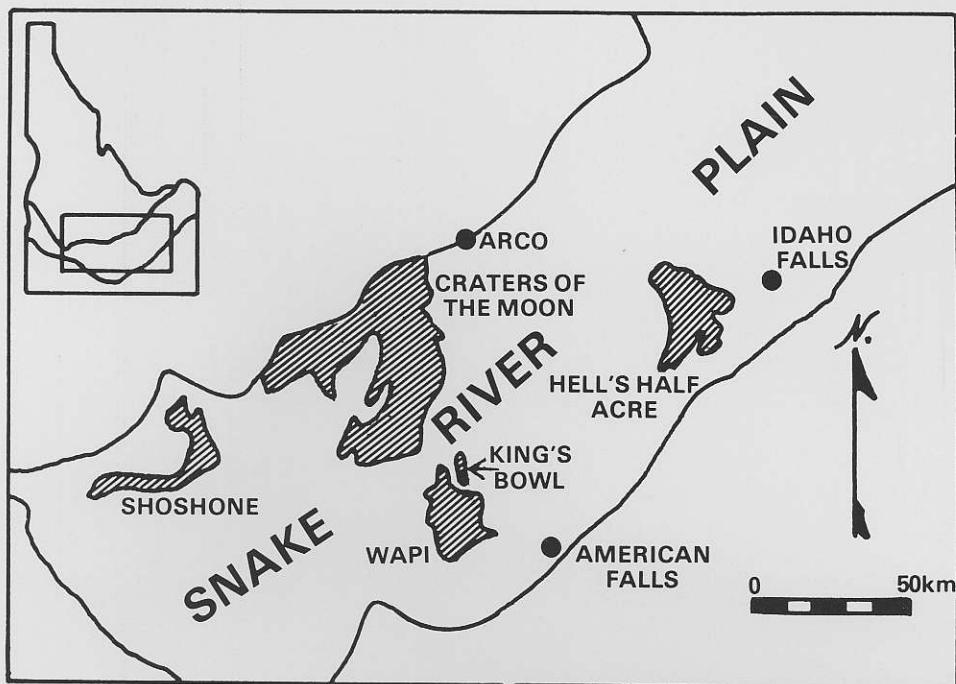 PLAIN
ARCO
IDAHO
FALLS
CRATERS OF
THE MOON
N.
RIVER
HELL'S HALF
ACRE
KING'S
BOWL
SHOSHONE
SNAKE
WAPI
AMERICAN
FALLS
0 50km